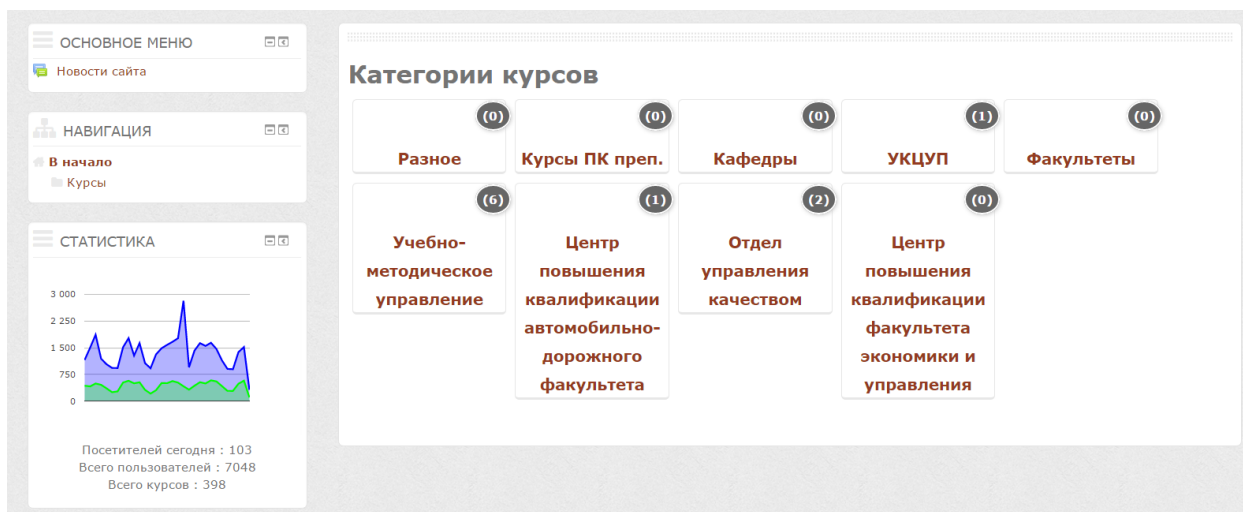 ОСНОВНОЕ МЕНЮ
Новости сайта
НАВИГАЦИЯ
В начало
Курсы
СТАТИСТИКА
3 000
2 250
1 500
750
0
Посетителей сегодня : 103
Всего пользователей : 7048
Всего курсов : 398
Категории курсов
(0)
Разное
(0)
Курсы ПК преп.
(0)
Кафедры
(1)
УКЦУП
(0)
Факультеты
(6)
Учебно-
методическое
управление
(1)
Центр
повышения
квалификации
автомобильно-
дорожного
факультета
(2)
Отдел
управления
качеством
(0)
Центр
повышения
квалификации
факультета
экономики и
управления